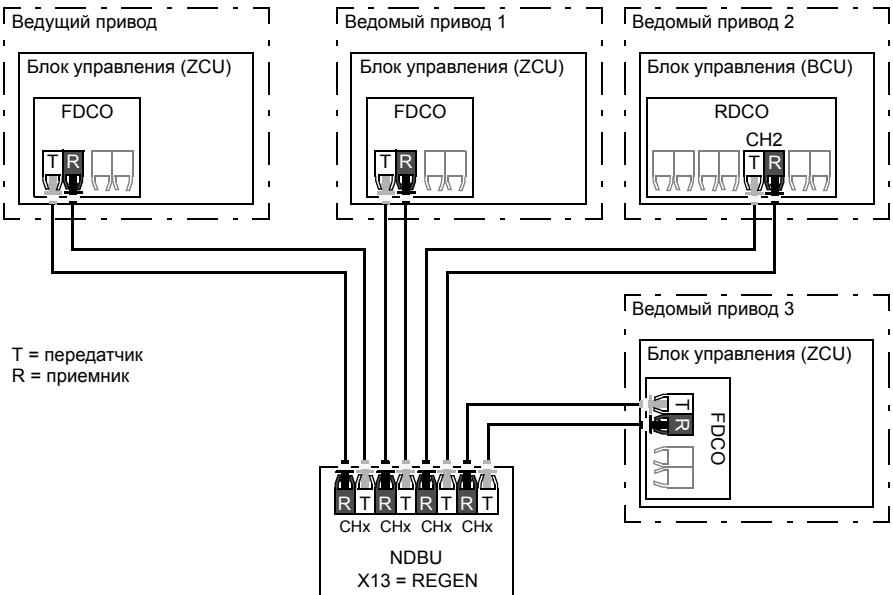 Ведущий привод
Блок управления (ZCU)
FDCO
T R
Ведомый привод 1
Блок управления (ZCU)
FDCO
T R
Ведомый привод 2
Блок управления (BCU)
RDCO
CH2
T R
T = передатчик
R = приемник
Ведомый привод 3
Блок управления (ZCU)
T R
FDCO
R T R T R T R T
CHx CHx CHx CHx
NDBU
X13 = REGEN